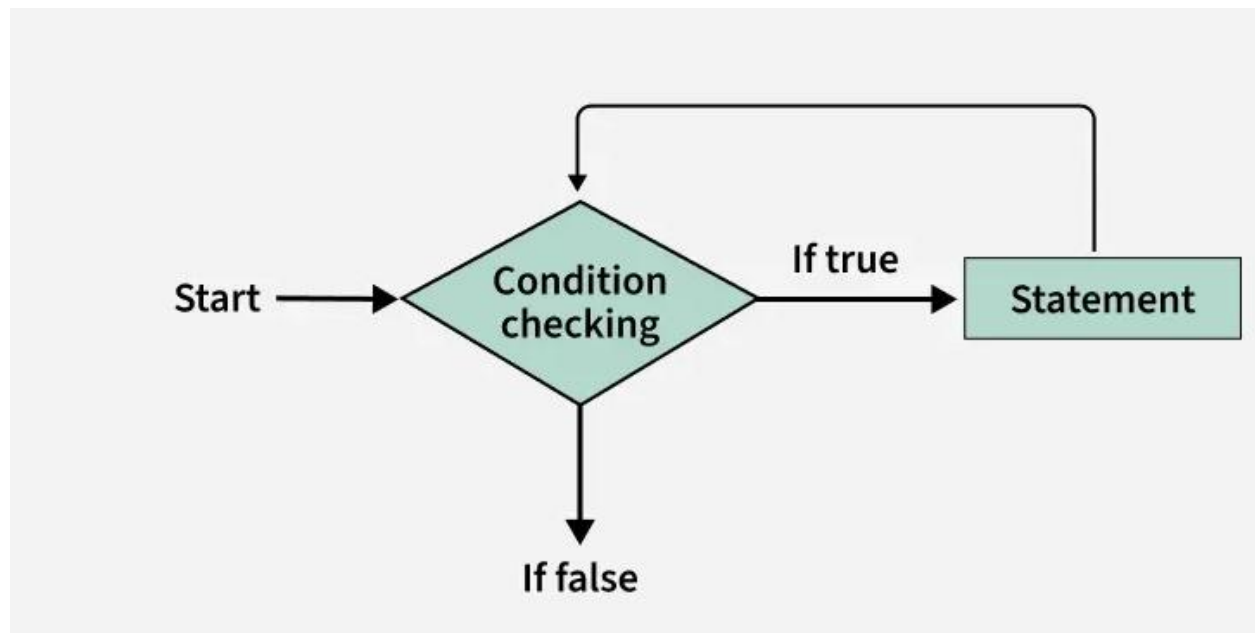 If true
Start
Condition
checking
Statement
If false